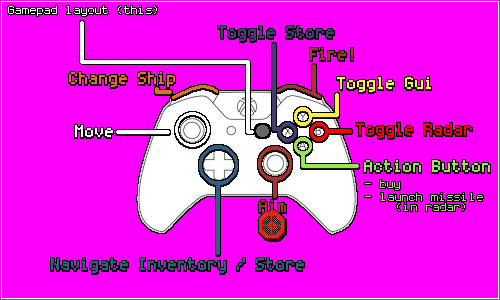 Gamepad layout (this)
Toggle Store
Fire!
Change Ship
Toggle Gui
Move
Toggle Radar
Action Button
- buy
- launch missile
(in radar)
Aim
Navigate Inventory / Store